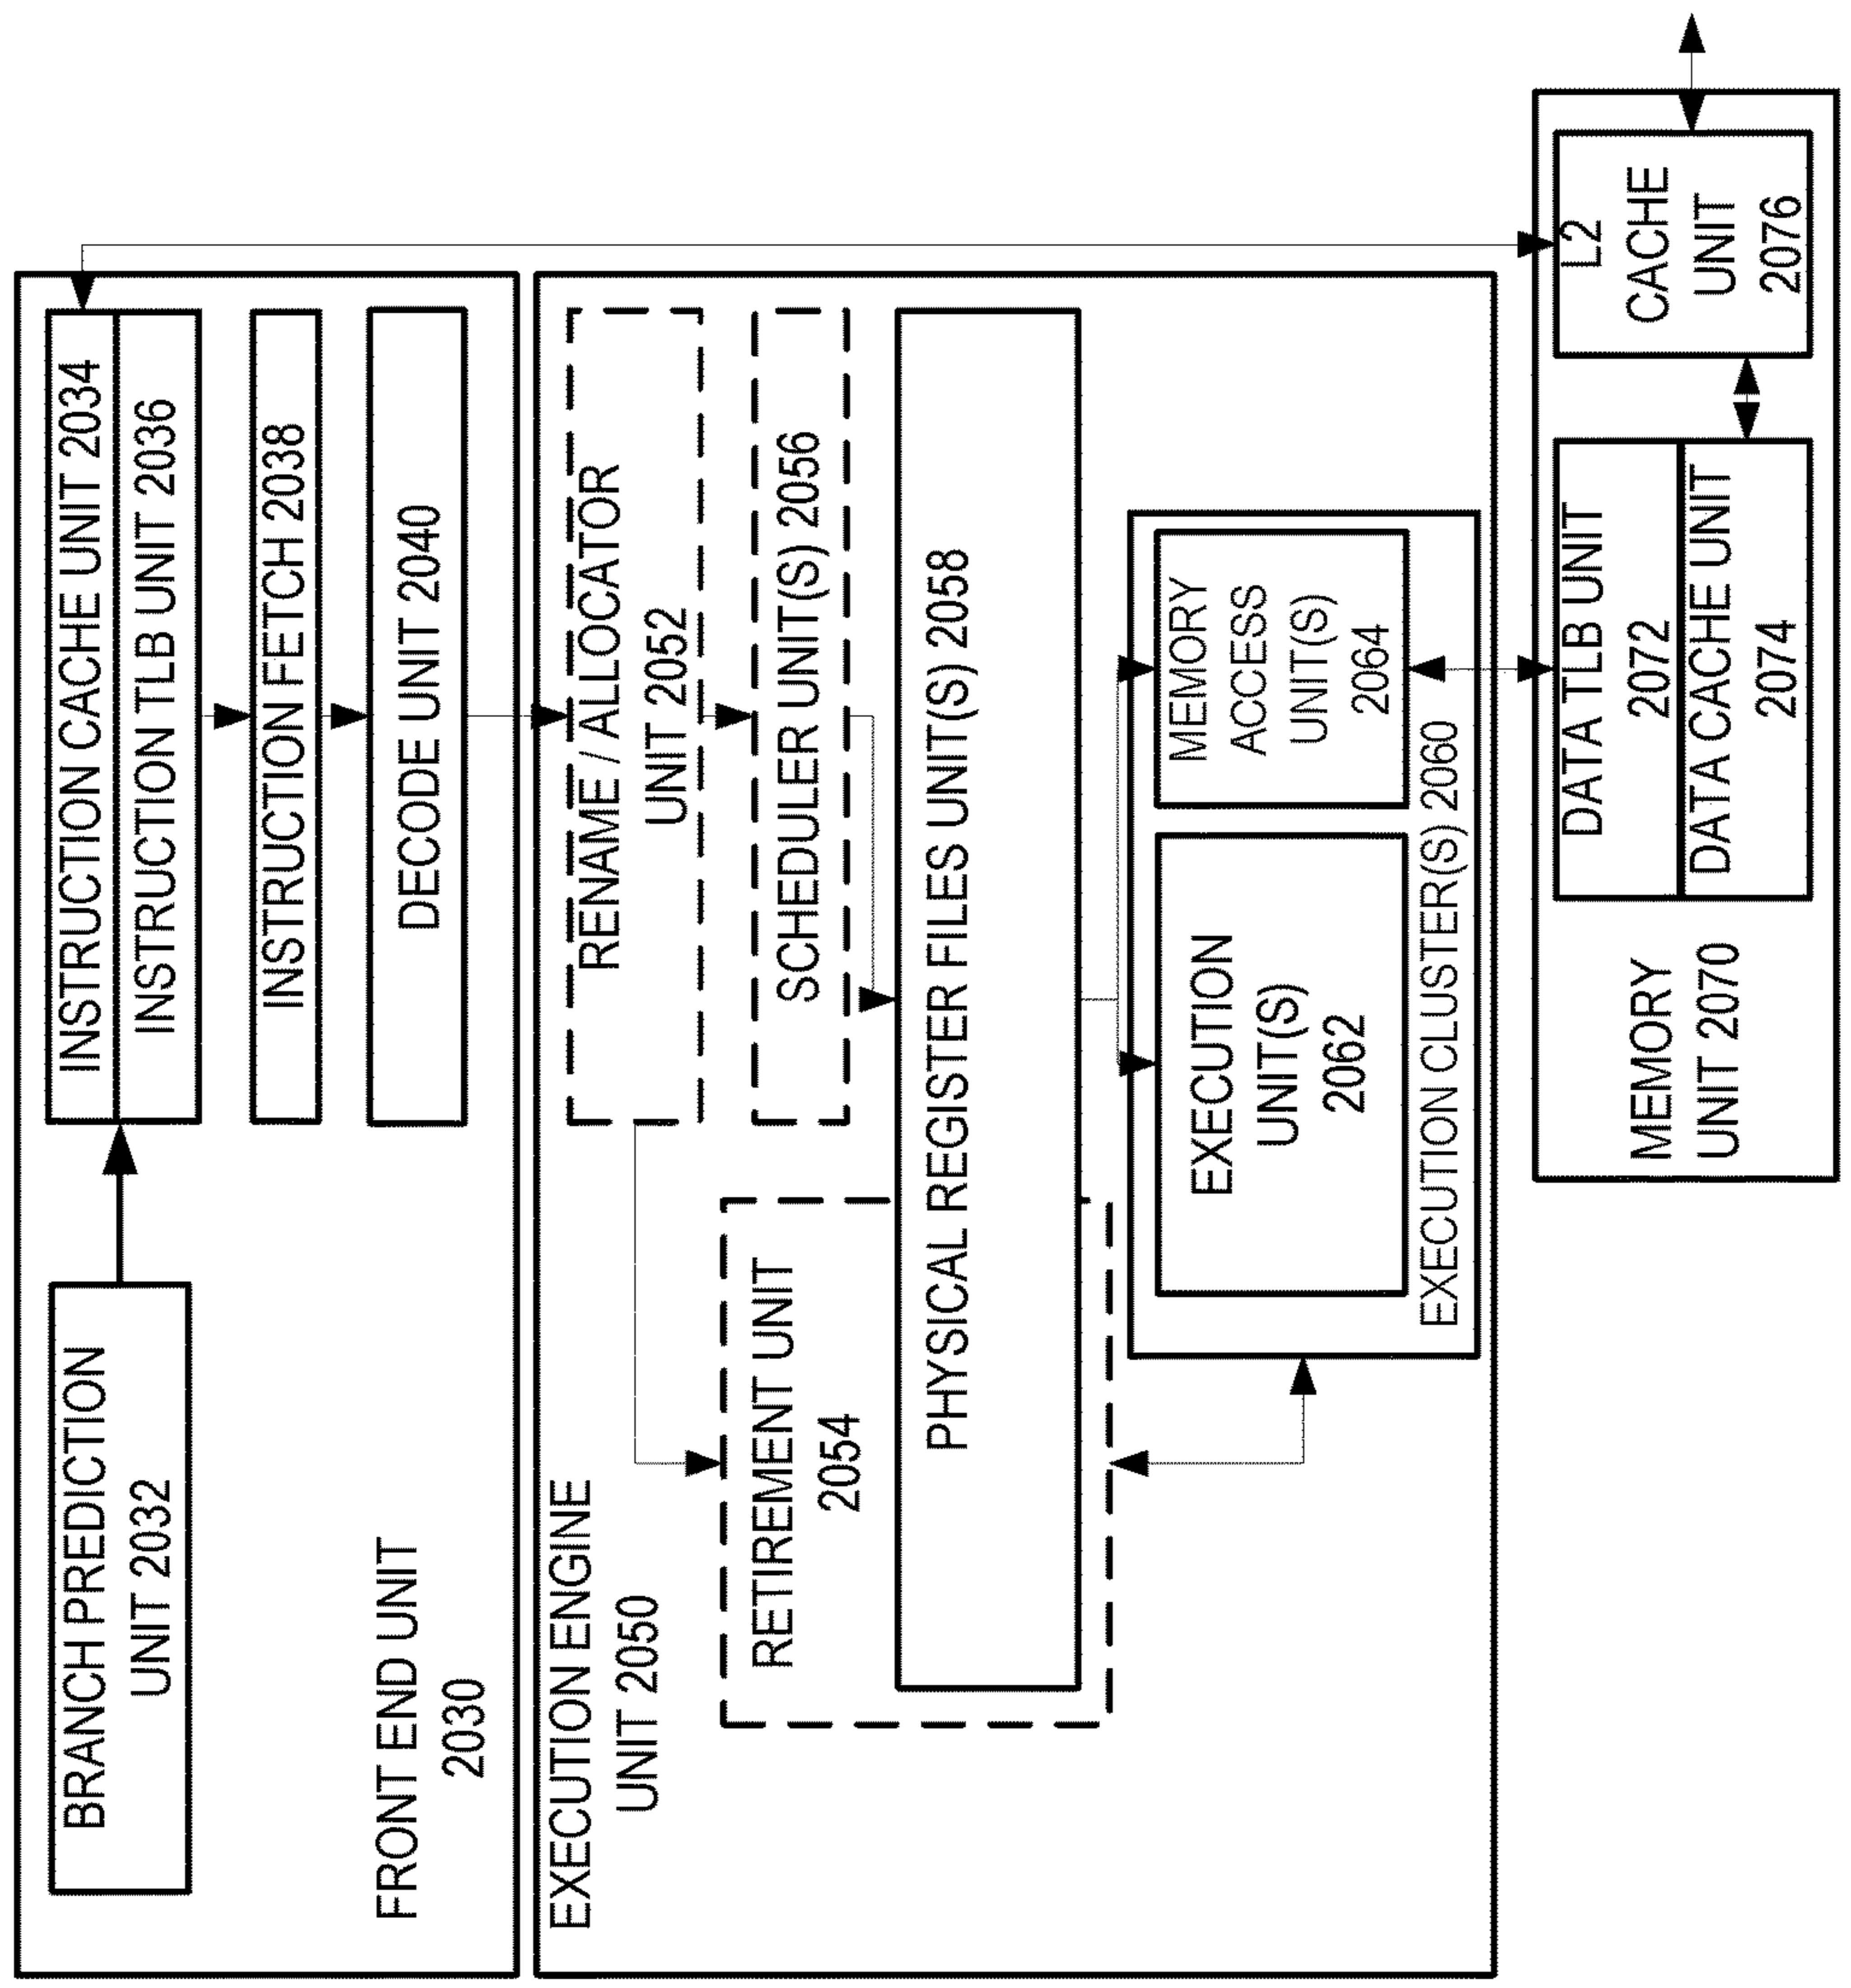 BRANCH PREDICTION
UNIT 2032
INSTRUCTION CACHE UNIT 2034
INSTRUCTION TLB UNIT 2036
INSTRUCTION FETCH 2038
DECODE UNIT 2040
FRONT END UNIT
2030
EXECUTION ENGINE
UNIT 2050
RENAME / ALLOCATOR
UNIT 2052
RETIREMENT UNIT
2054
SCHEDULER UNIT(S) 2056
PHYSICAL REGISTER FILES UNIT(S) 2058
EXECUTION
UNIT(S)
2062
MEMORY
ACCESS
UNIT(S)
2064
EXECUTION CLUSTER(S) 2060
MEMORY
UNIT 2070
DATA TLB UNIT
2072
DATA CACHE UNIT
2074
L2
CACHE
UNIT
2076